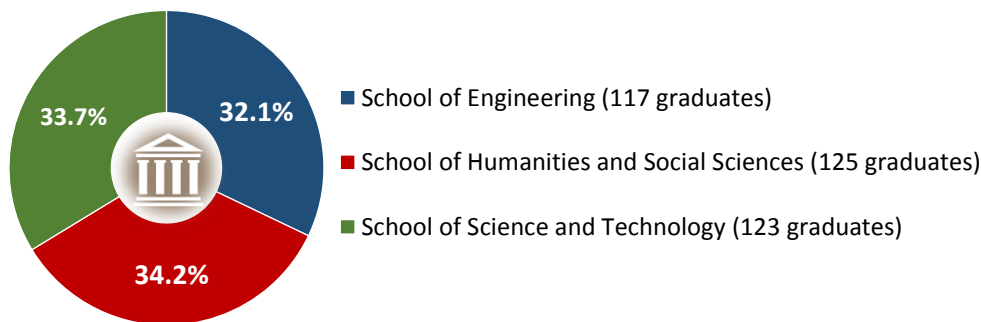 33.7%
32.1%
34.2%
School of Engineering (117 graduates)
School of Humanities and Social Sciences (125 graduates)
School of Science and Technology (123 graduates)